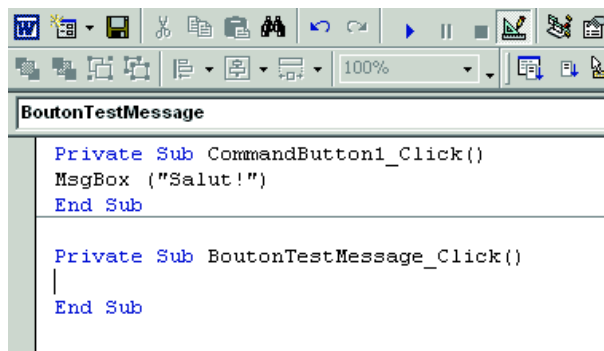 W
100%
BoutonTestMessage
Private Sub CommandButton1_Click()
MsgBox ("Salut!")
End Sub
Private Sub BoutonTestMessage_Click()
End Sub